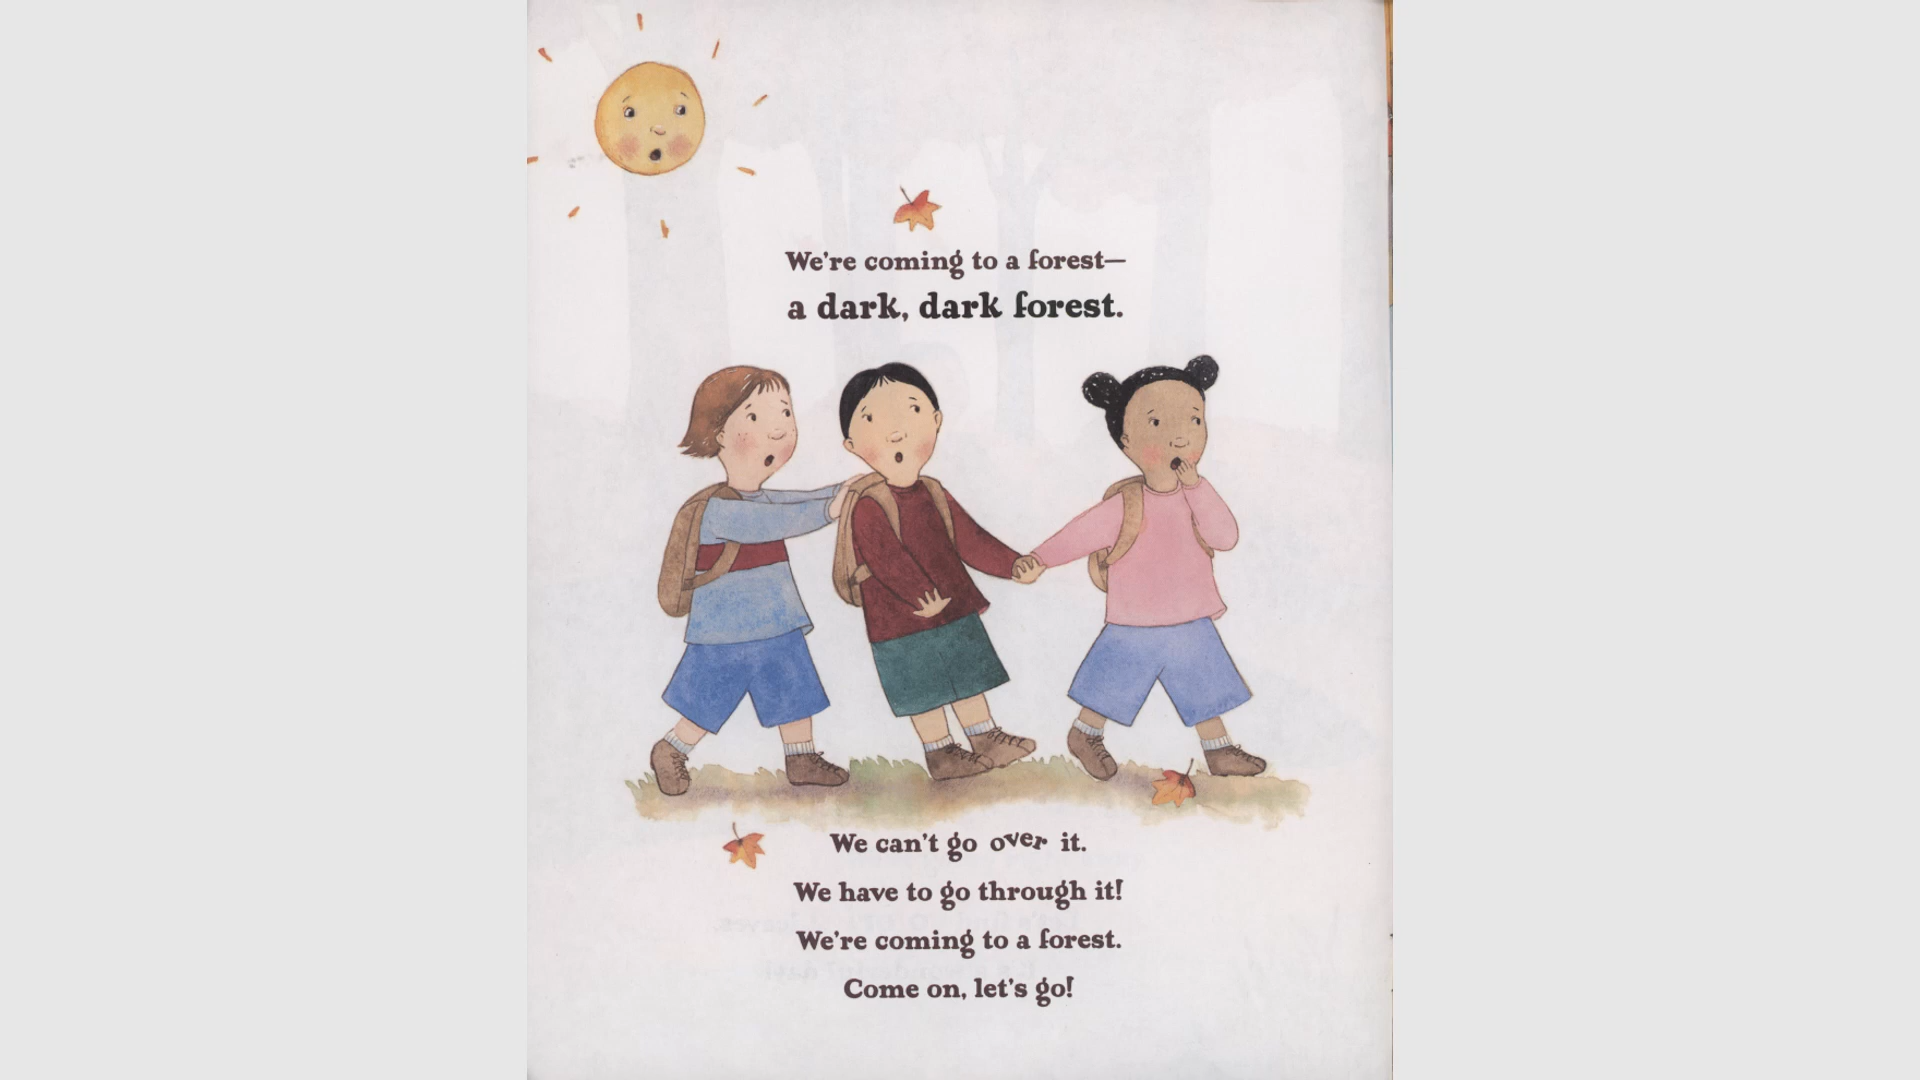 We're coming to a forest—
a dark, dark forest.
We can't go over it.
We have to go through it!
We're coming to a forest.
Come on, let's go!